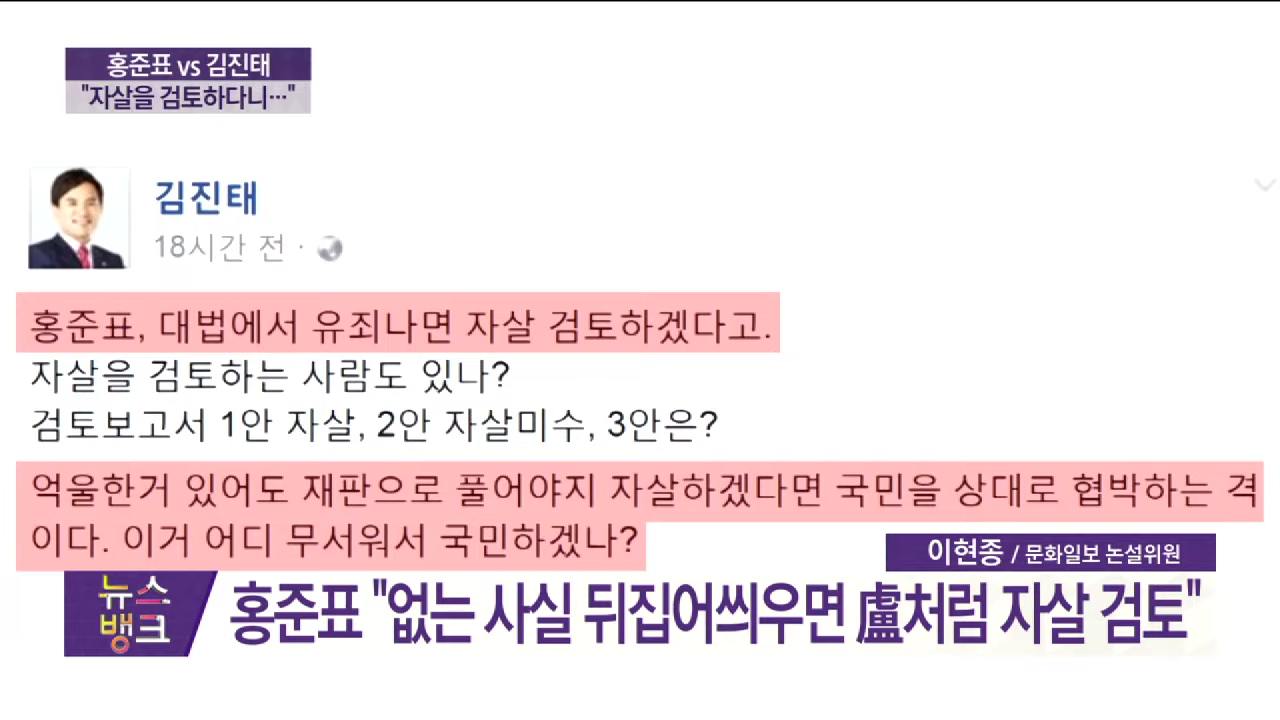 홍준표 vs 김진태
"자살을 검토하다니…"
김진태
18시간 전 ·
홍준표, 대법에서 유죄나면 자살 검토하겠다고.
자살을 검토하는 사람도 있나?
검토보고서 1안 자살, 2안 자살미수, 3안은?
억울한거 있어도 재판으로 풀어야지 자살하겠다면 국민을 상대로 협박하는 격
이다. 이거 어디 무서워서 국민하겠나?
이현종 / 문화일보 논설위원
뉴스
뱅크
홍준표 "없는 사실 뒤집어씌우면 盧처럼 자살 검토"